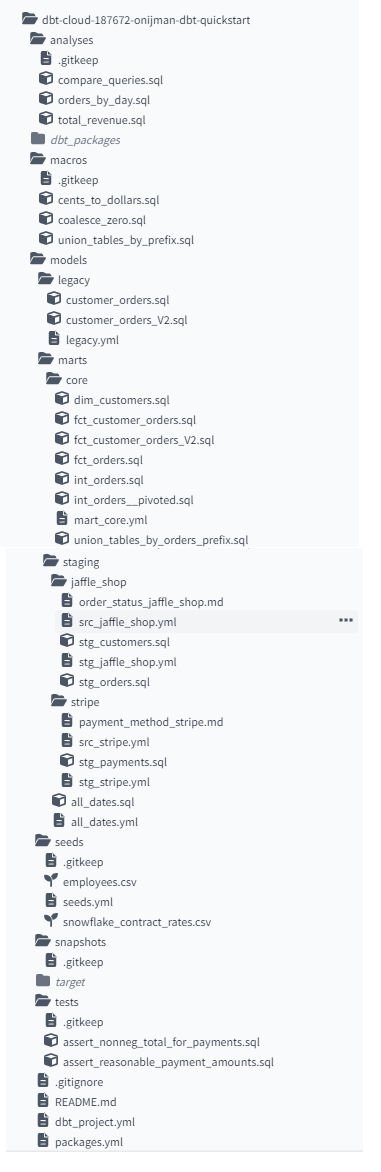 dbt-cloud-187672-onijman-dbt-quickstart
analyses
.gitkeep
compare_queries.sql
orders_by_day.sql
total_revenue.sql
dbt_packages
macros
.gitkeep
cents_to_dollars.sql
coalesce_zero.sql
union_tables_by_prefix.sql
models
legacy
customer_orders.sql
customer_orders_V2.sql
legacy.yml
marts
core
dim_customers.sql
fct_customer_orders.sql
fct_customer_orders_V2.sql
fct_orders.sql
int_orders.sql
int_orders__pivoted.sql
mart_core.yml
union_tables_by_orders_prefix.sql
staging
jaffle_shop
order_status_jaffle_shop.md
src_jaffle_shop.yml
stg_customers.sql
stg_jaffle_shop.yml
stg_orders.sql
stripe
payment_method_stripe.md
src_stripe.yml
stg_payments.sql
stg_stripe.yml
all_dates.sql
all_dates.yml
seeds
.gitkeep
employees.csv
seeds.yml
snowflake_contract_rates.csv
snapshots
.gitkeep
target
tests
.gitkeep
assert_nonneg_total_for_payments.sql
assert_reasonable_payment_amounts.sql
.gitignore
README.md
dbt_project.yml
packages.yml